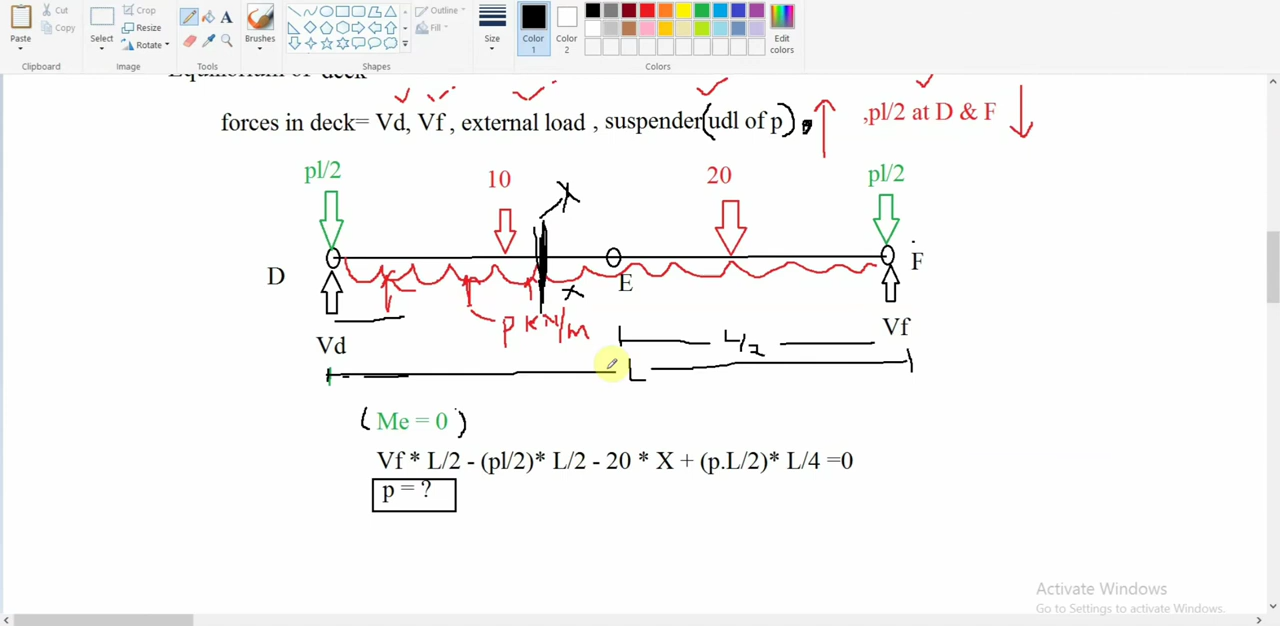 Cut
Copy
Paste
Clipboard
Crop
Resize
Rotate
Select
Image
A
Tools
Brushes
Shapes
Outline
Fill
Size
Color
1
Color
2
Edit
colors
Colors
Equilibrium of deck
forces in deck= Vd, Vf , external load , suspender(udl of p) , ,pl/2 at D & F
pl/2 10 20 pl/2
X
D E F
X
p KN/m
Vd Vf
L/2
L
( Me = 0 )
Vf * L/2 - (pl/2)* L/2 - 20 * X + (p.L/2)* L/4 =0
p = ?
Activate Windows
Go to Settings to activate Windows.